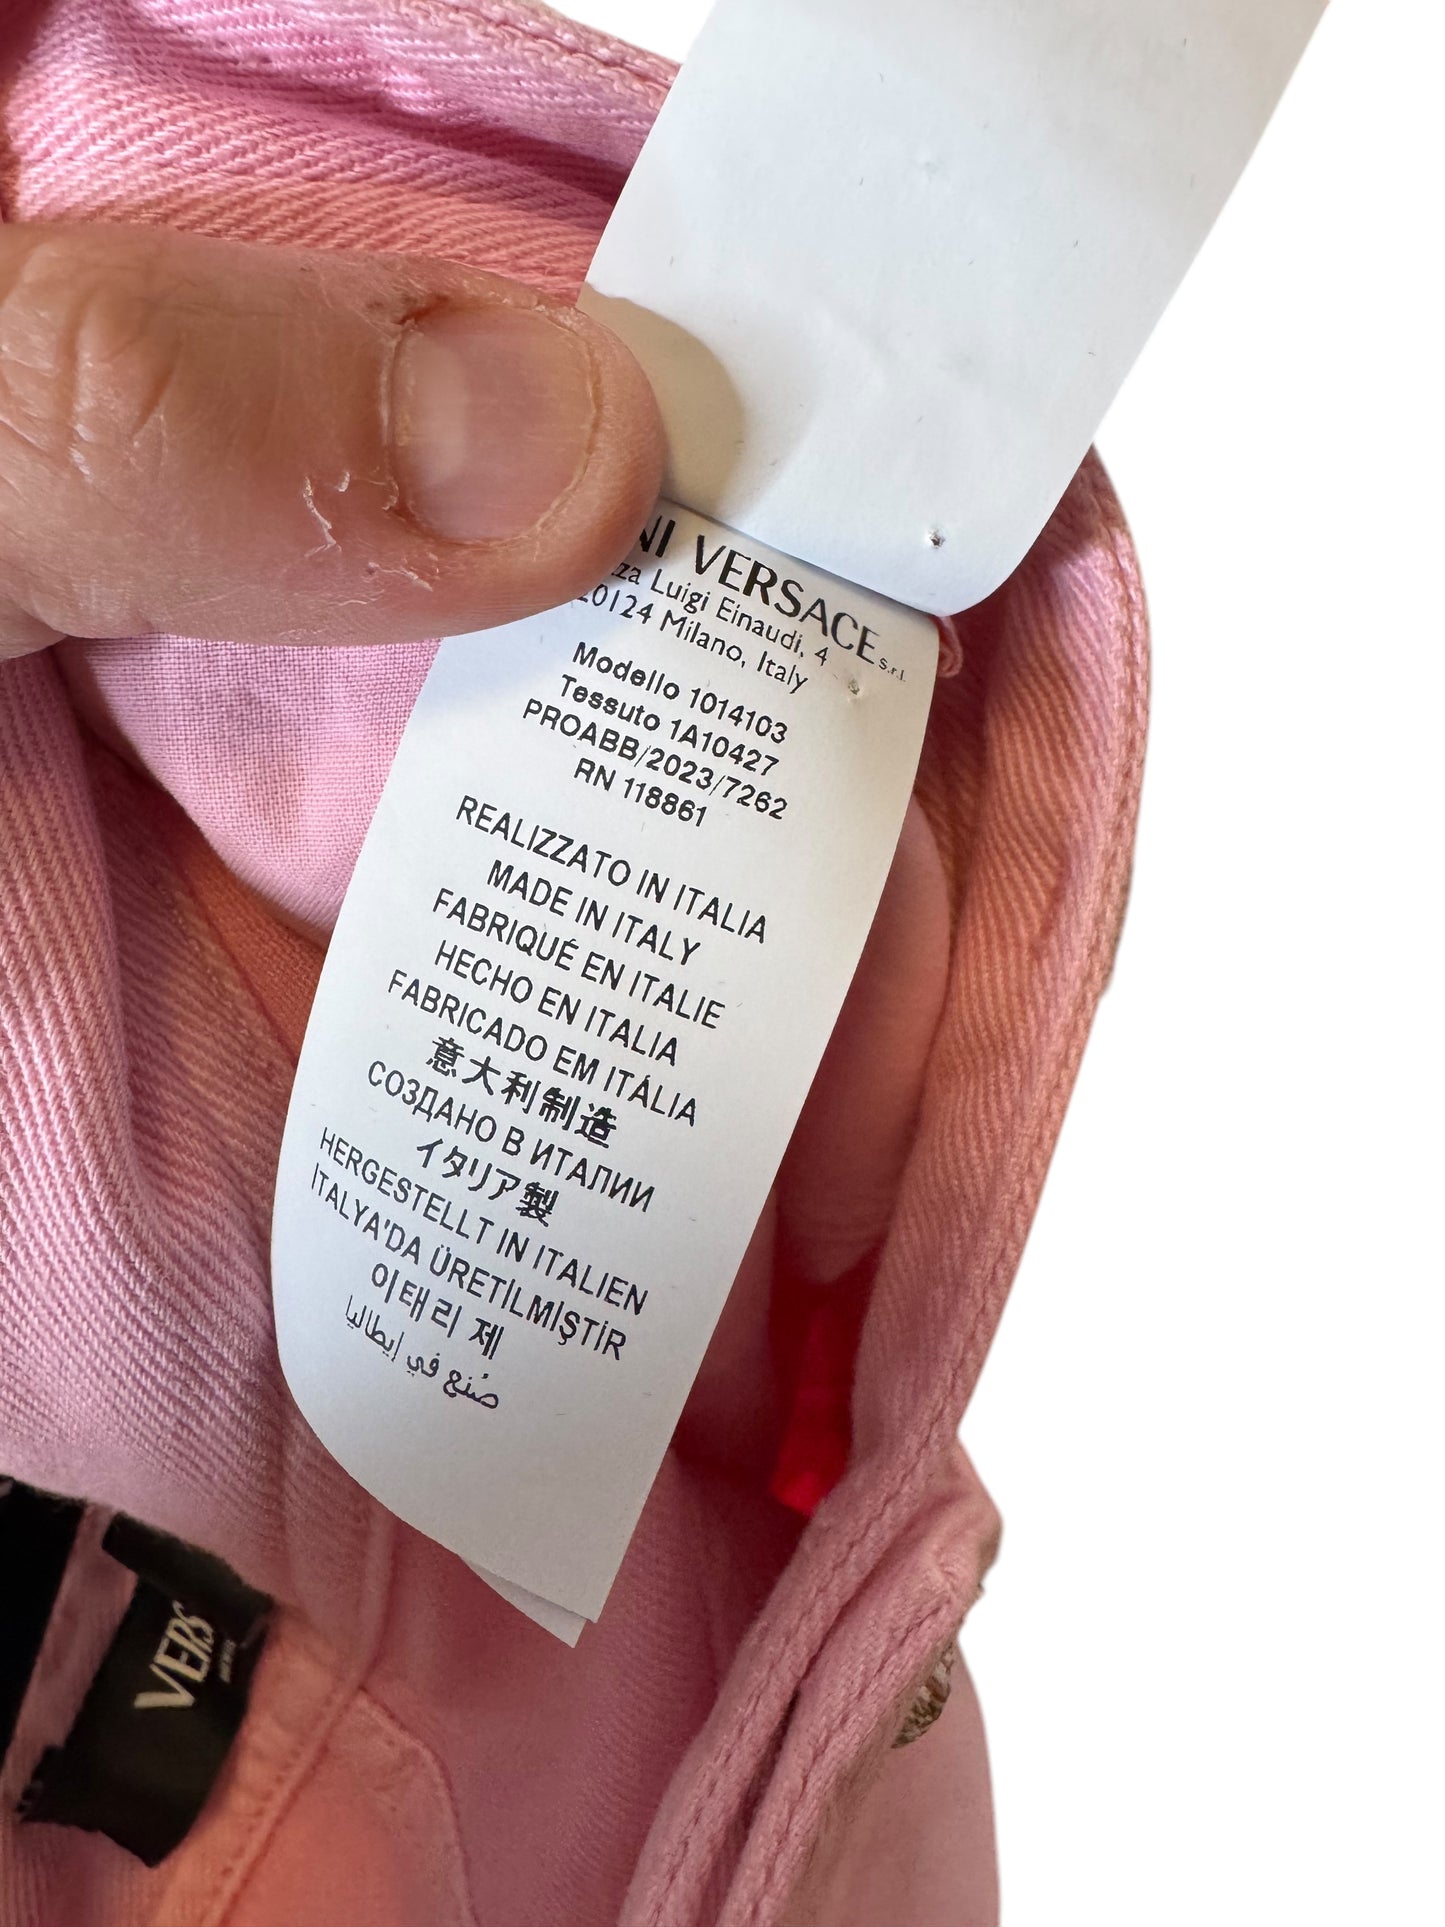 NI VERSACE s.r.l.
Luigi Einaudi, 4
20124 Milano, Italy
Modello 1014103
Tessuto 1A10427
PROABB/2023/7262
RN 118861
REALIZZATO IN ITALIA
MADE IN ITALY
FABRIQUÉ EN ITALIE
HECHO EN ITALIA
FABRICADO EM ITÁLIA
意大利制造
СОЗДАНО В ИТАЛИИ
イタリア製
HERGESTELLT IN ITALIEN
ITALYA'DA ÜRETİLMİŞTİR
이태리 제
صُنع في إيطاليا
VERS